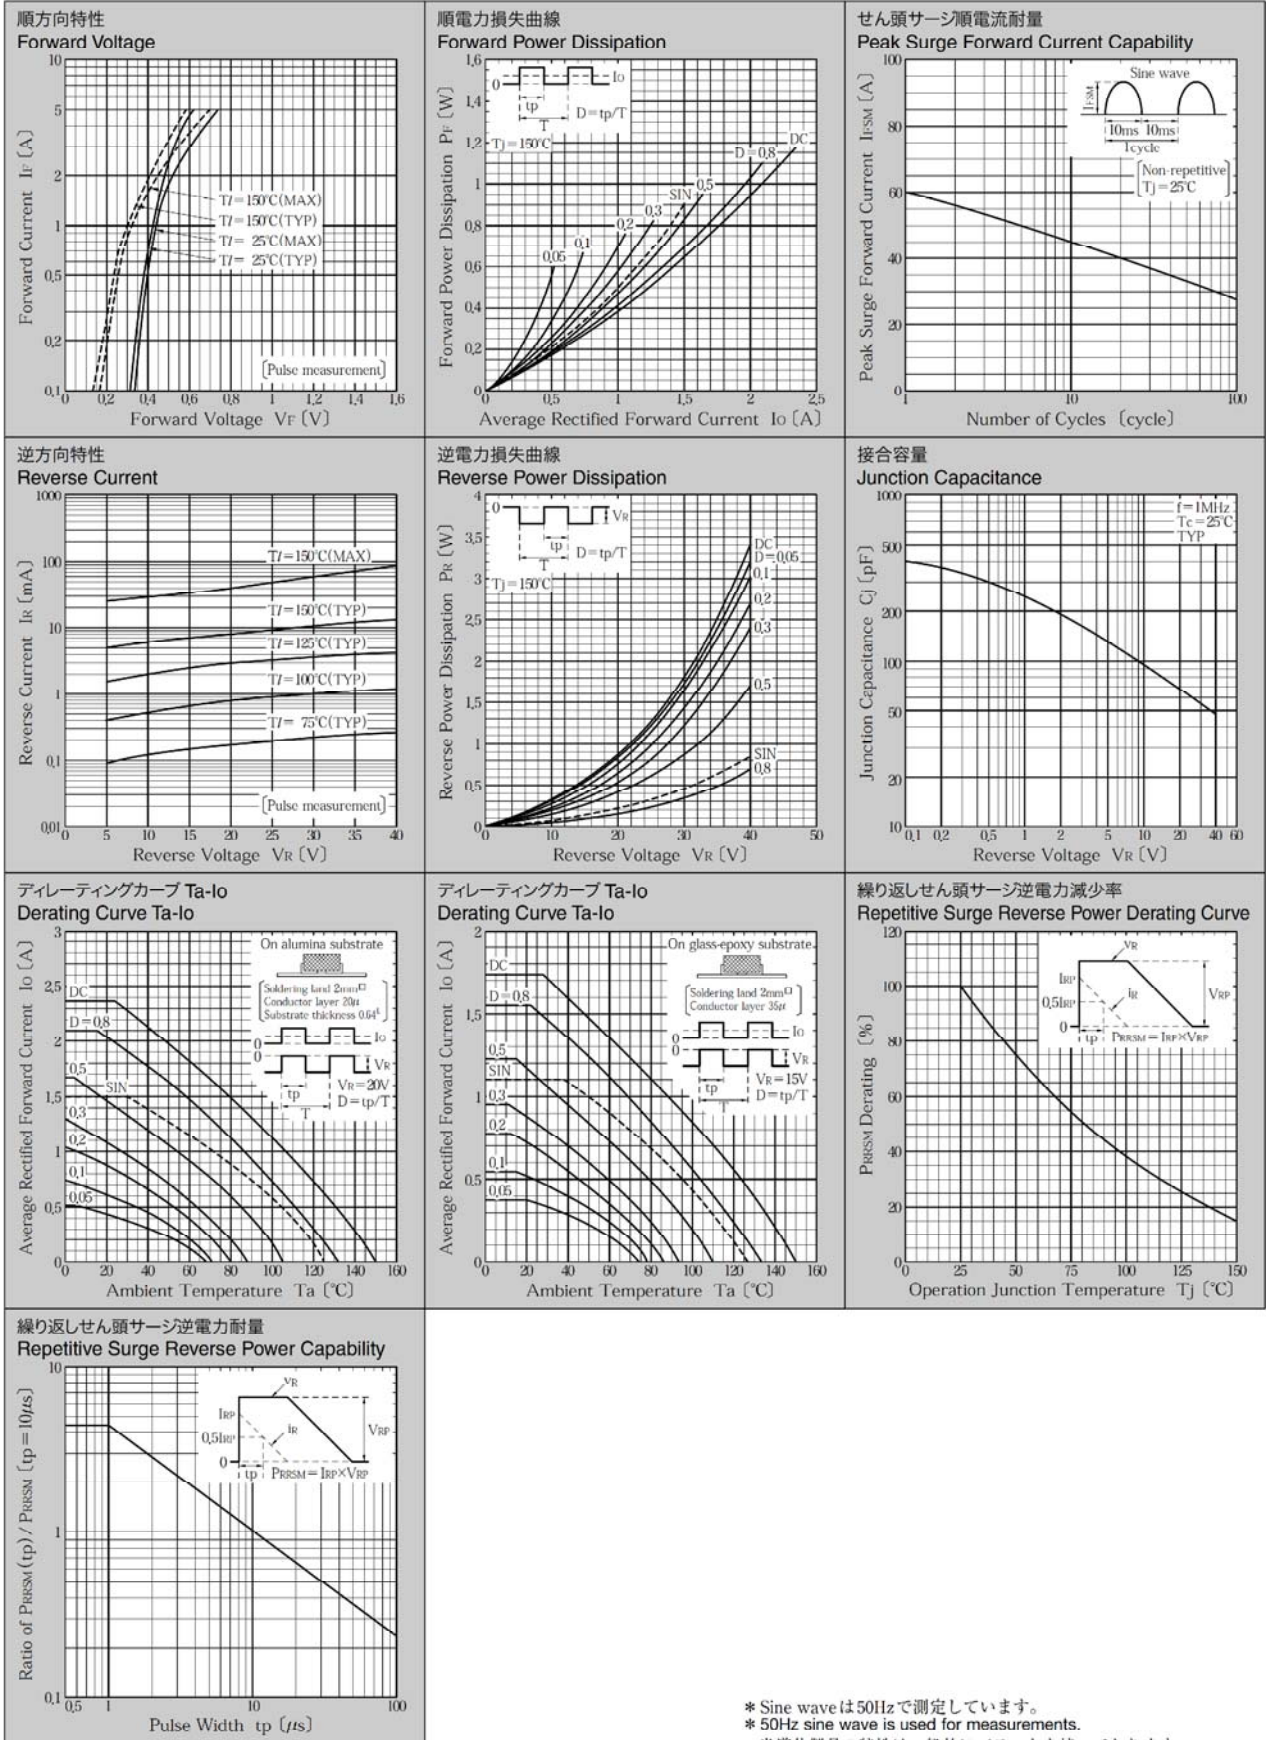 順方向特性
Forward Voltage
Forward Current IF [A]
10
5
2
1
0.5
0.2
0.1
Tl=150℃(MAX)
Tl=150℃(TYP)
Tl= 25℃(MAX)
Tl= 25℃(TYP)
[Pulse measurement]
0 0.2 0.4 0.6 0.8 1 1.2 1.4 1.6
Forward Voltage VF [V]
順電力損失曲線
Forward Power Dissipation
Forward Power Dissipation PF [W]
1.6
1.4
1.2
1
0.8
0.6
0.4
0.2
0
0 Io
tp
T
D=tp/T
Tj=150℃
DC
D=0.8
0.5
SIN
0.3
0.2
0.1
0.05
0 0.5 1 1.5 2 2.5
Average Rectified Forward Current Io [A]
せん頭サージ順電流耐量
Peak Surge Forward Current Capability
Peak Surge Forward Current IFSM [A]
100
80
60
40
20
0
Sine wave
IFSM
10ms 10ms
1cycle
[Non-repetitive
Tj=25℃]
1 10 100
Number of Cycles [cycle]
逆方向特性
Reverse Current
Reverse Current IR [mA]
1000
100
10
1
0.1
0.01
Tl=150℃(MAX)
Tl=150℃(TYP)
Tl=125℃(TYP)
Tl=100℃(TYP)
Tl= 75℃(TYP)
[Pulse measurement]
0 5 10 15 20 25 30 35 40
Reverse Voltage VR [V]
逆電力損失曲線
Reverse Power Dissipation
Reverse Power Dissipation PR [W]
4
3.5
3
2.5
2
1.5
1
0.5
0
0 VR
tp
T
D=tp/T
Tj=150℃
DC
D=0.05
0.1
0.2
0.3
0.5
SIN
0.8
0 10 20 30 40 50
Reverse Voltage VR [V]
接合容量
Junction Capacitance
Junction Capacitance Cj [pF]
1000
500
200
100
50
20
10
f=1MHz
Tc=25℃
TYP
0.1 0.2 0.5 1 2 5 10 20 40 60
Reverse Voltage VR [V]
ディレーティングカーブ Ta-Io
Derating Curve Ta-Io
Average Rectified Forward Current Io [A]
3
2.5
2
1.5
1
0.5
0
On alumina substrate
[Soldering land 2mm□
Conductor layer 20μ
Substrate thickness 0.64t]
0 Io
0 VR
tp
T
VR=20V
D=tp/T
DC
D=0.8
0.5
SIN
0.3
0.2
0.1
0.05
0 20 40 60 80 100 120 140 160
Ambient Temperature Ta [℃]
ディレーティングカーブ Ta-Io
Derating Curve Ta-Io
Average Rectified Forward Current Io [A]
2
1.5
1
0.5
0
On glass-epoxy substrate
[Soldering land 2mm□
Conductor layer 35μ]
0 Io
0 VR
tp
T
VR=15V
D=tp/T
DC
D=0.8
0.5
SIN
0.3
0.2
0.1
0.05
0 20 40 60 80 100 120 140 160
Ambient Temperature Ta [℃]
繰り返しせん頭サージ逆電力減少率
Repetitive Surge Reverse Power Derating Curve
PRRSM Derating [%]
120
100
80
60
40
20
0
vR
IRP
0.5IRP
iR
VRP
0
tp PRRSM=IRP×VRP
0 25 50 75 100 125 150
Operation Junction Temperature Tj [℃]
繰り返しせん頭サージ逆電力耐量
Repetitive Surge Reverse Power Capability
Ratio of PRRSM(tp)/PRRSM [tp=10μs]
10
1
0.1
vR
IRP
0.5IRP
iR
VRP
0
tp PRRSM=IRP×VRP
0.5 1 10 100
Pulse Width tp [μs]
* Sine waveは50Hzで測定しています。
* 50Hz sine wave is used for measurements.